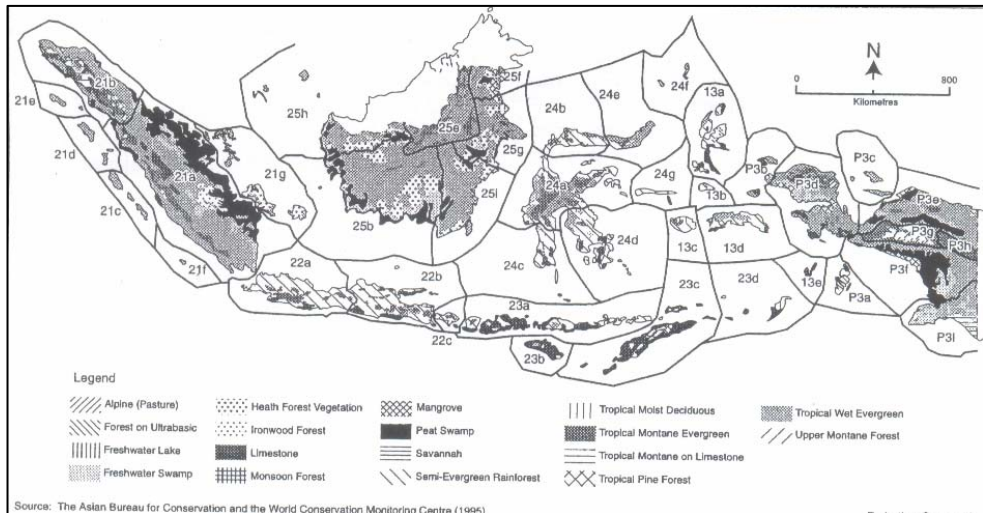 N
0 800
Kilometres
21b
21e
21d
21a
21c
21g
21f
25h
25f
25e
25g
25i
25b
24b
24e
24f
24a
24g
24c
24d
13a
13b
13c
13d
13e
P3b
P3c
P3d
P3e
P3g
P3h
P3f
P3a
P3i
22a
22b
22c
23a
23b
23c
23d
Legend
Alpine (Pasture)
Forest on Ultrabasic
Freshwater Lake
Freshwater Swamp
Heath Forest Vegetation
Ironwood Forest
Limestone
Monsoon Forest
Mangrove
Peat Swamp
Savannah
Semi-Evergreen Rainforest
Tropical Moist Deciduous
Tropical Montane Evergreen
Tropical Montane on Limestone
Tropical Pine Forest
Tropical Wet Evergreen
Upper Montane Forest
Source: The Asian Bureau for Conservation and the World Conservation Monitoring Centre (1995)